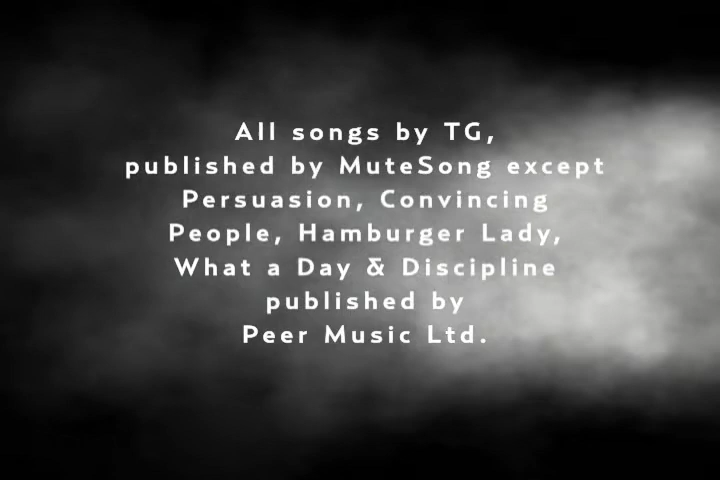 All songs by TG,
published by MuteSong except
Persuasion, Convincing
People, Hamburger Lady,
What a Day & Discipline
published by
Peer Music Ltd.